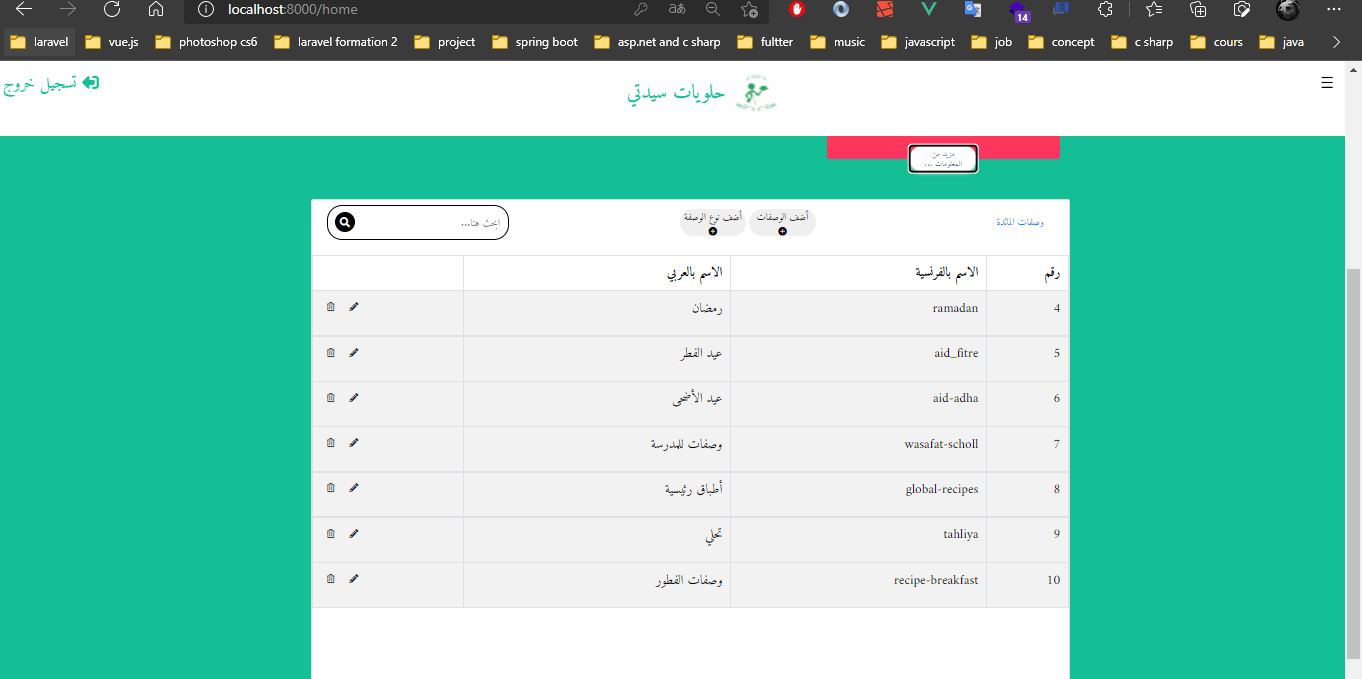 localhost:8000/home
14
laravel vue.js photoshop cs6 laravel formation 2 project spring boot asp.net and c sharp fultter music javascript job concept c sharp cours java
حلويات سيدتي
تسجيل خروج
مزيد من
المعلومات ...
وصفات المائدة
أضف الوصفات
أضف نوع الوصفة
ابحث هنا...
رقم الاسم بالفرنسية الاسم بالعربي
4 ramadan رمضان
5 aid_fitre عيد الفطر
6 aid-adha عيد الأضحى
7 wasafat-scholl وصفات للمدرسة
8 global-recipes أطباق رئيسية
9 tahliya تحلي
10 recipe-breakfast وصفات الفطور